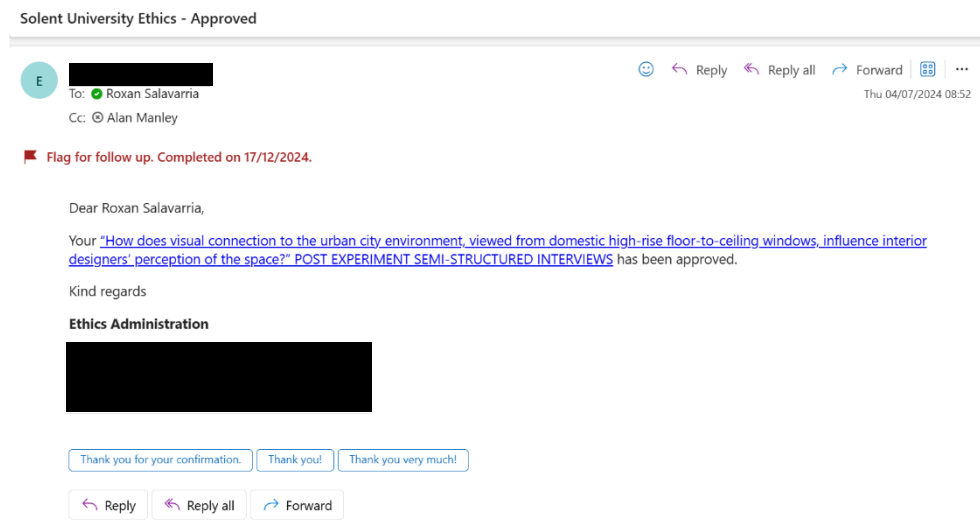 Solent University Ethics - Approved
E
Reply Reply all Forward ...
To: Roxan Salavarria
Thu 04/07/2024 08:52
Cc: Alan Manley
Flag for follow up. Completed on 17/12/2024.
Dear Roxan Salavarria,
Your “How does visual connection to the urban city environment, viewed from domestic high-rise floor-to-ceiling windows, influence interior
designers’ perception of the space?” POST EXPERIMENT SEMI-STRUCTURED INTERVIEWS has been approved.
Kind regards
Ethics Administration
Thank you for your confirmation. Thank you! Thank you very much!
Reply Reply all Forward